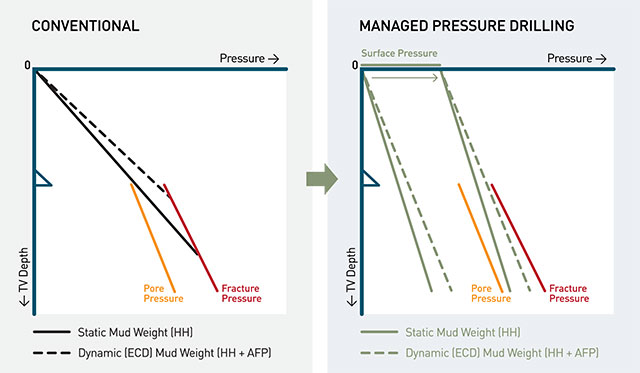 CONVENTIONAL
Pressure →
0
← TV Depth
Pore
Pressure
Fracture
Pressure
Static Mud Weight (HH)
Dynamic (ECD) Mud Weight (HH + AFP)
MANAGED PRESSURE DRILLING
Surface Pressure
Pressure →
0
← TV Depth
Pore
Pressure
Fracture
Pressure
Static Mud Weight (HH)
Dynamic (ECD) Mud Weight (HH + AFP)